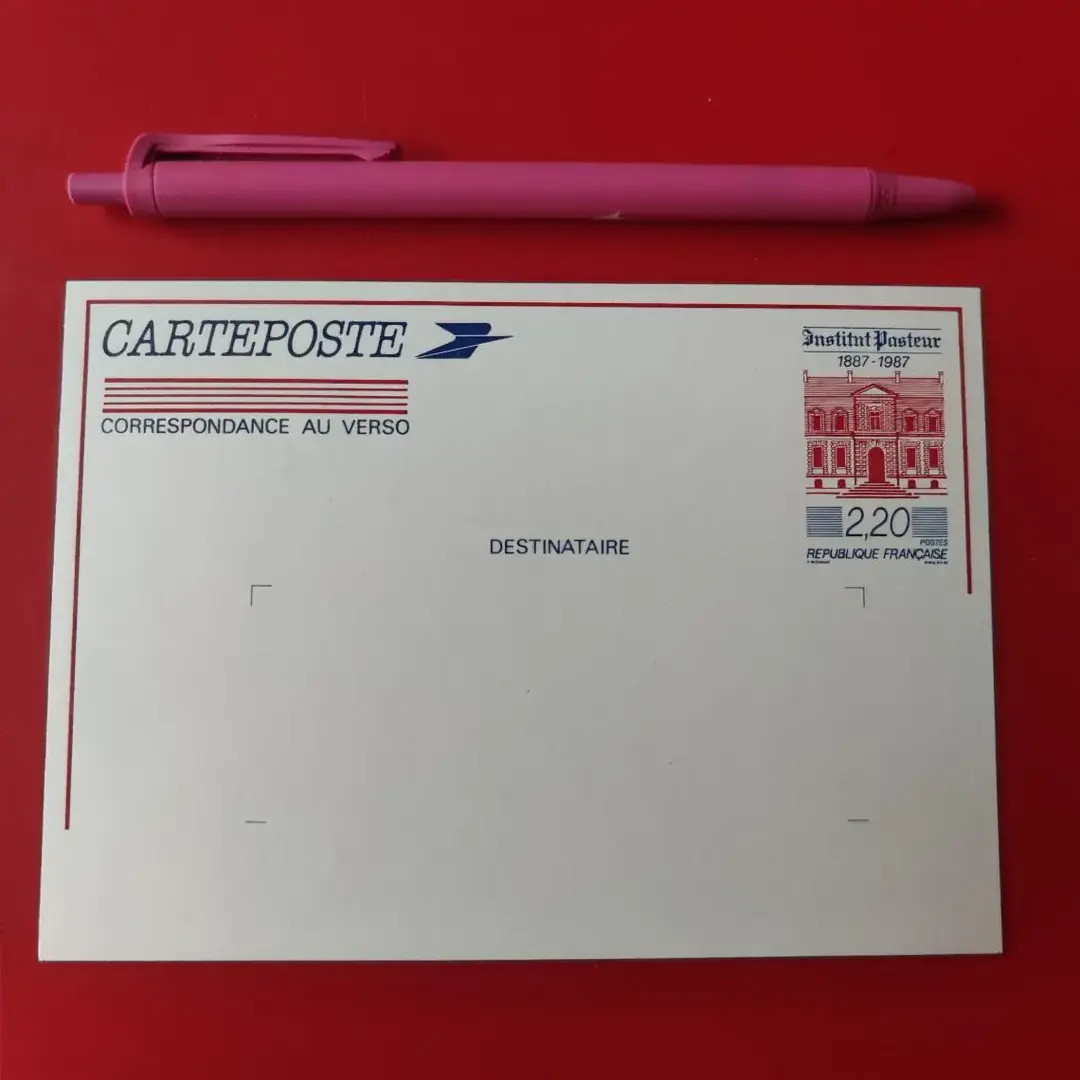 CARTEPOSTE
CORRESPONDANCE AU VERSO
Institut Pasteur
1887-1987
2,20
POSTES
REPUBLIQUE FRANÇAISE
DESTINATAIRE